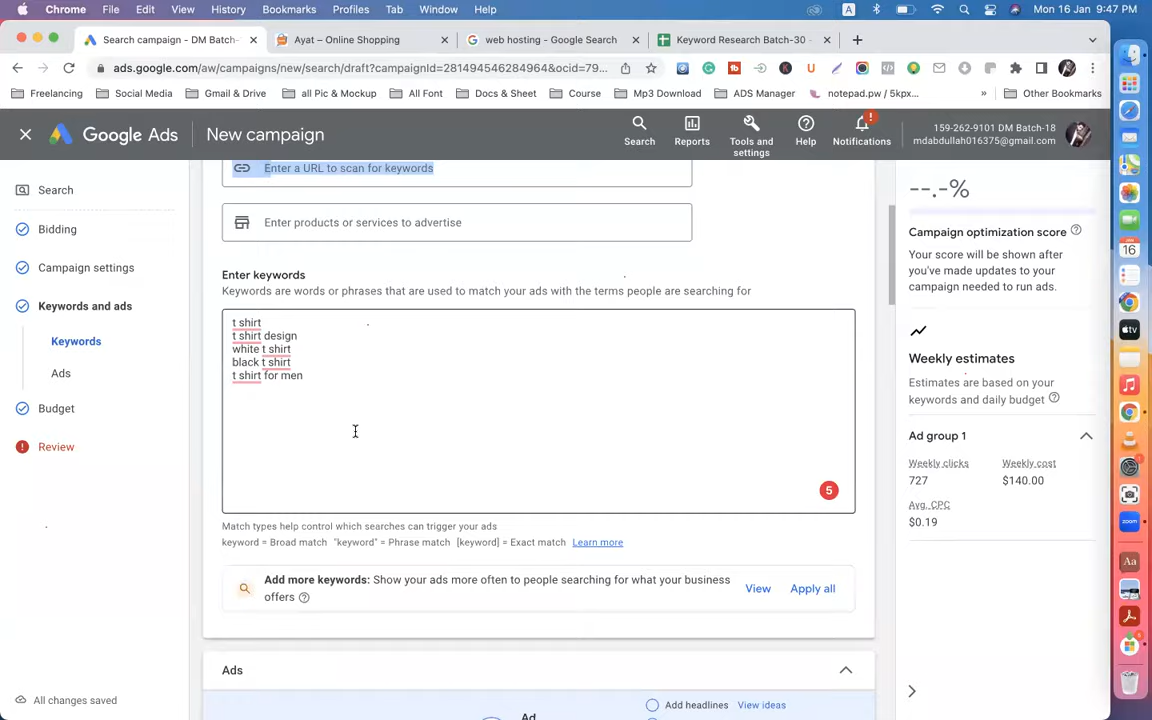 Chrome File Edit View History Bookmarks Profiles Tab Window Help A Mon 16 Jan 9:47 PM
Search campaign - DM Batch- Ayat – Online Shopping web hosting - Google Search Keyword Research Batch-30 -
ads.google.com/aw/campaigns/new/search/draft?campaignId=281494546284964&ocid=79...
Freelancing Social Media Gmail & Drive all Pic & Mockup All Font Docs & Sheet Course Mp3 Download ADS Manager notepad.pw / 5kpx... » Other Bookmarks
Google Ads New campaign
Search Reports Tools and settings Help Notifications
159-262-9101 DM Batch-18
mdabdullah016375@gmail.com
Search
Bidding
Campaign settings
Keywords and ads
Keywords
Ads
Budget
Review
All changes saved
Enter a URL to scan for keywords
Enter products or services to advertise
Enter keywords
Keywords are words or phrases that are used to match your ads with the terms people are searching for
t shirt
t shirt design
white t shirt
black t shirt
t shirt for men
5
Match types help control which searches can trigger your ads
keyword = Broad match "keyword" = Phrase match [keyword] = Exact match Learn more
Add more keywords: Show your ads more often to people searching for what your business
offers
View Apply all
Ads
Ad
Add headlines View ideas
--.-%
Campaign optimization score
Your score will be shown after
you've made updates to your
campaign needed to run ads.
Weekly estimates
Estimates are based on your
keywords and daily budget
Ad group 1
Weekly clicks Weekly cost
727 $140.00
Avg. CPC
$0.19
JAN
16
tv
zoom
Aa